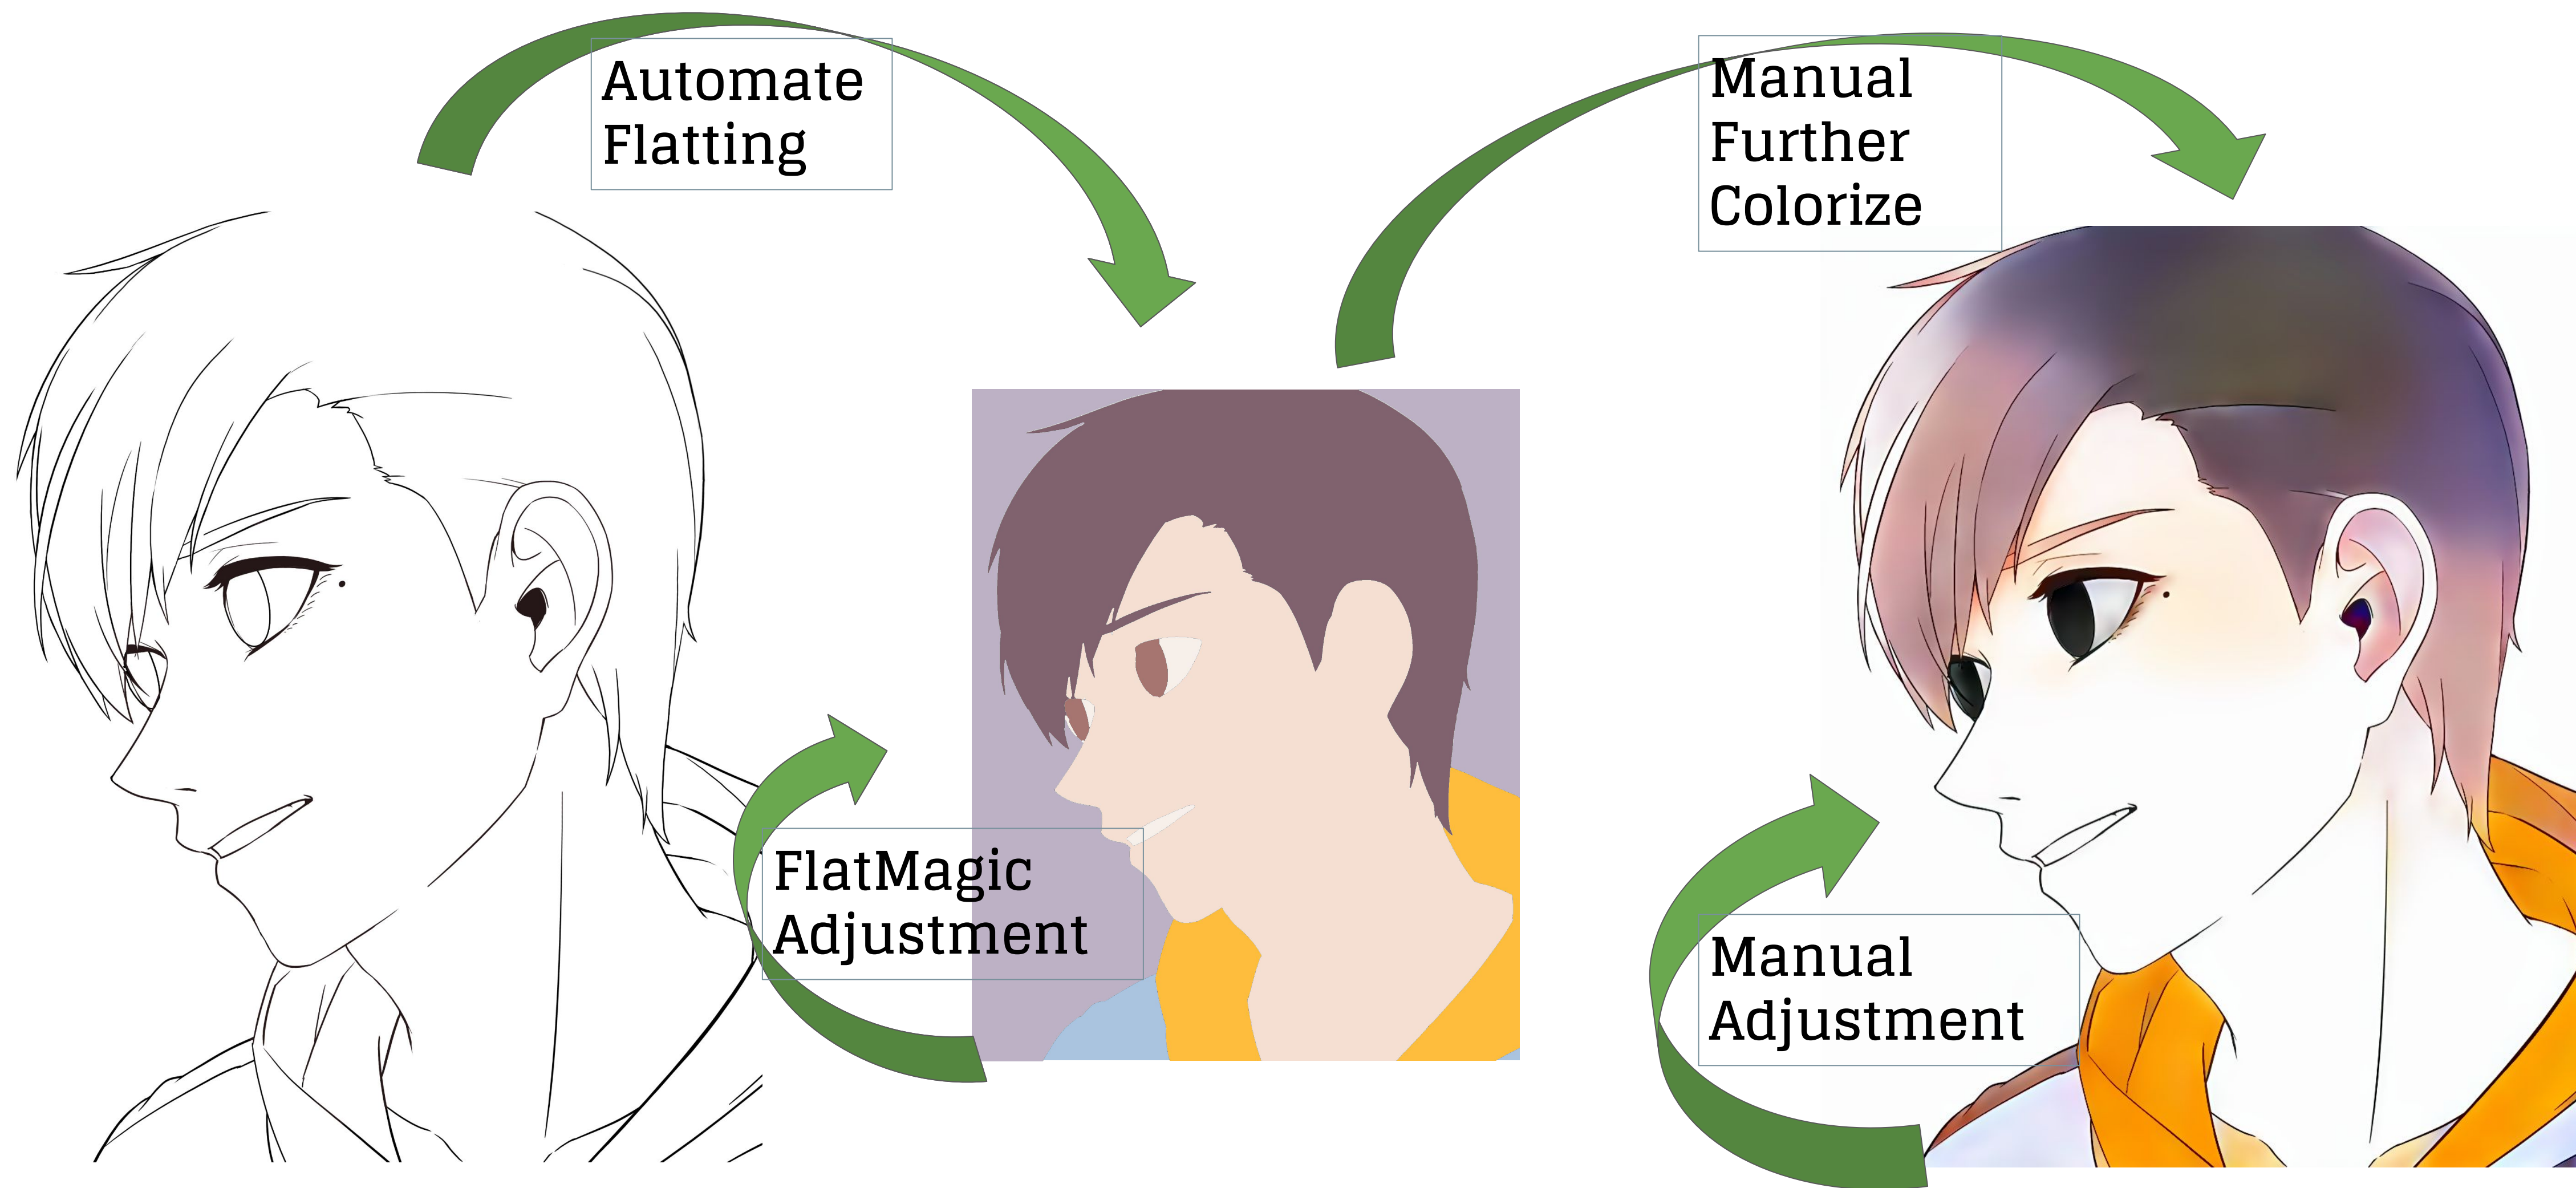 Automate
Flatting
Manual
Further
Colorize
FlatMagic
Adjustment
Manual
Adjustment